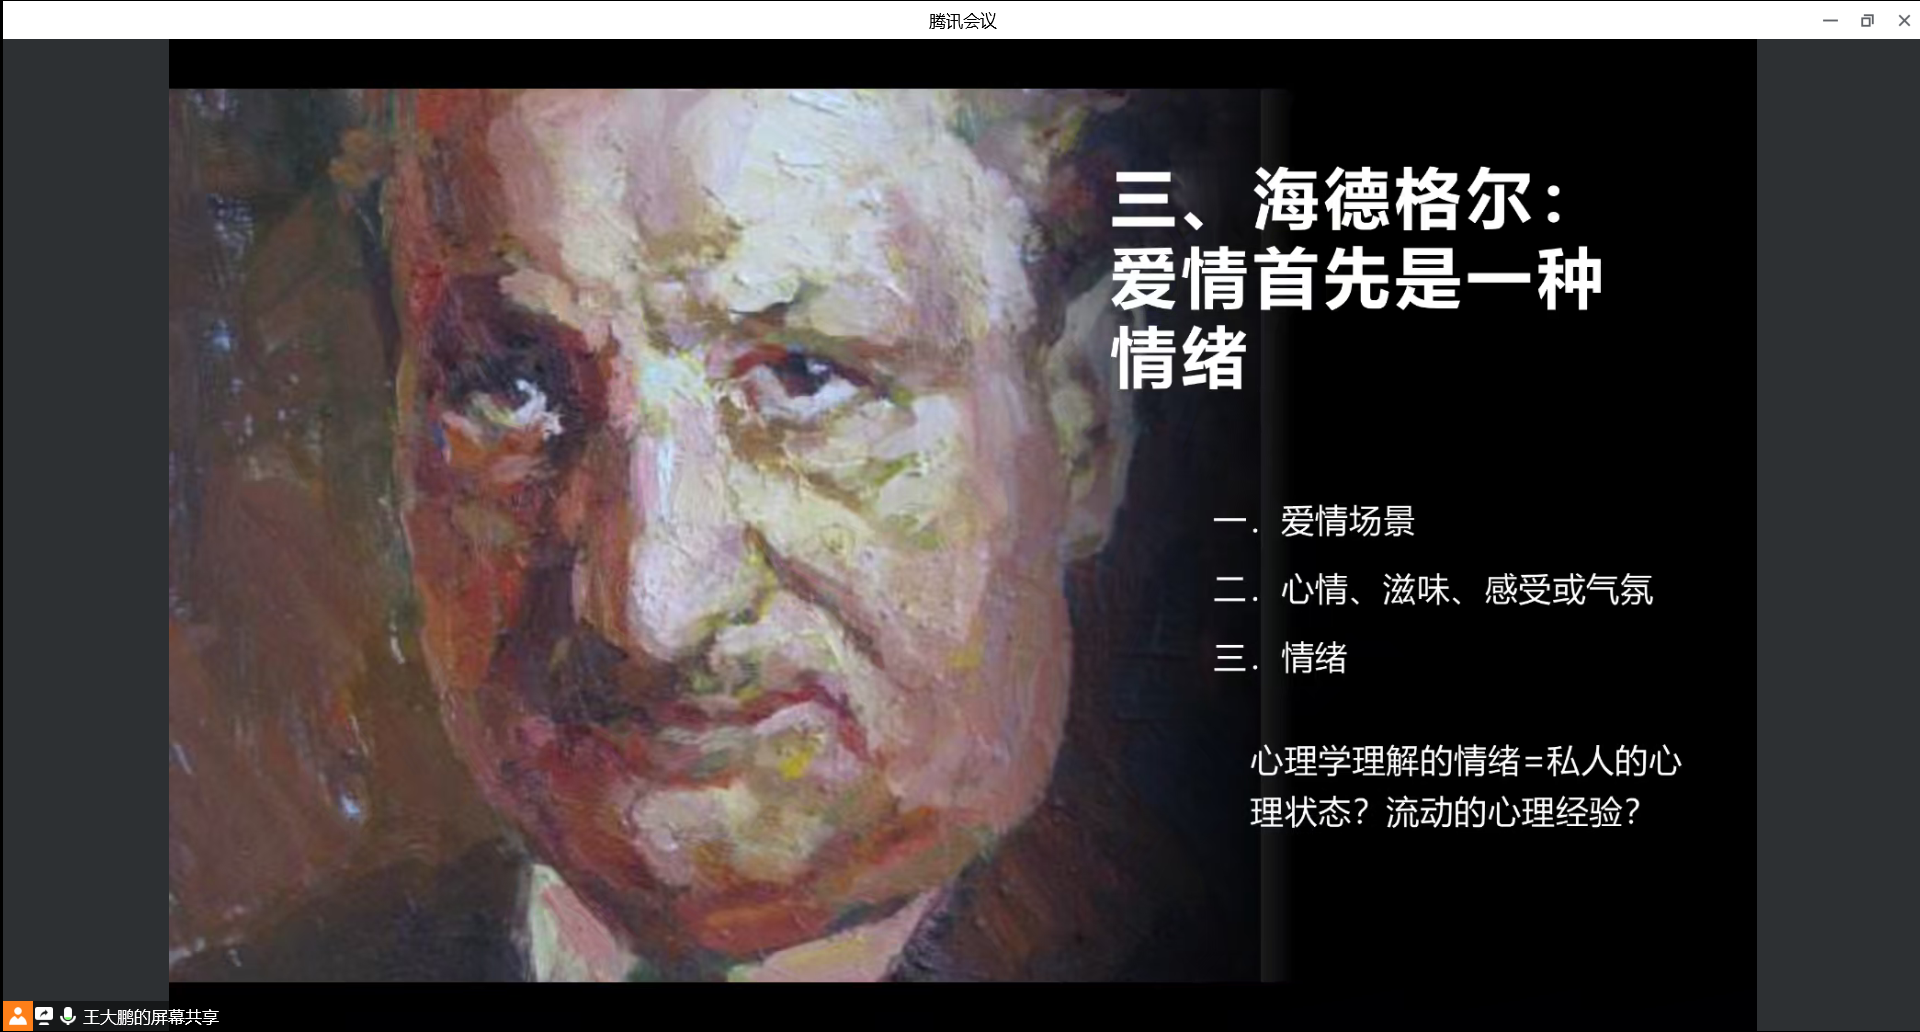 腾讯会议
三、海德格尔：
爱情首先是一种
情绪
一. 爱情场景
二. 心情、滋味、感受或气氛
三. 情绪
心理学理解的情绪=私人的心
理状态？流动的心理经验？
王大鹏的屏幕共享